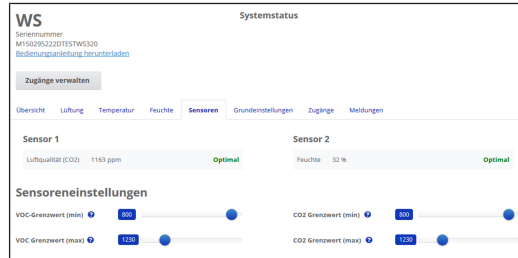 WS
Systemstatus
Seriennummer
M150295222DTESTWS320
Bedienungsanleitung herunterladen
Zugänge verwalten
Übersicht Lüftung Temperatur Feuchte Sensoren Grundeinstellungen Zugänge Meldungen
Sensor 1 Sensor 2
Luftqualität (CO2) 1163 ppm Optimal Feuchte 32 % Optimal
Sensoreneinstellungen
VOC-Grenzwert (min) ? 800 CO2 Grenzwert (min) ? 800
VOC Grenzwert (max) ? 1230 CO2 Grenzwert (max) ? 1230